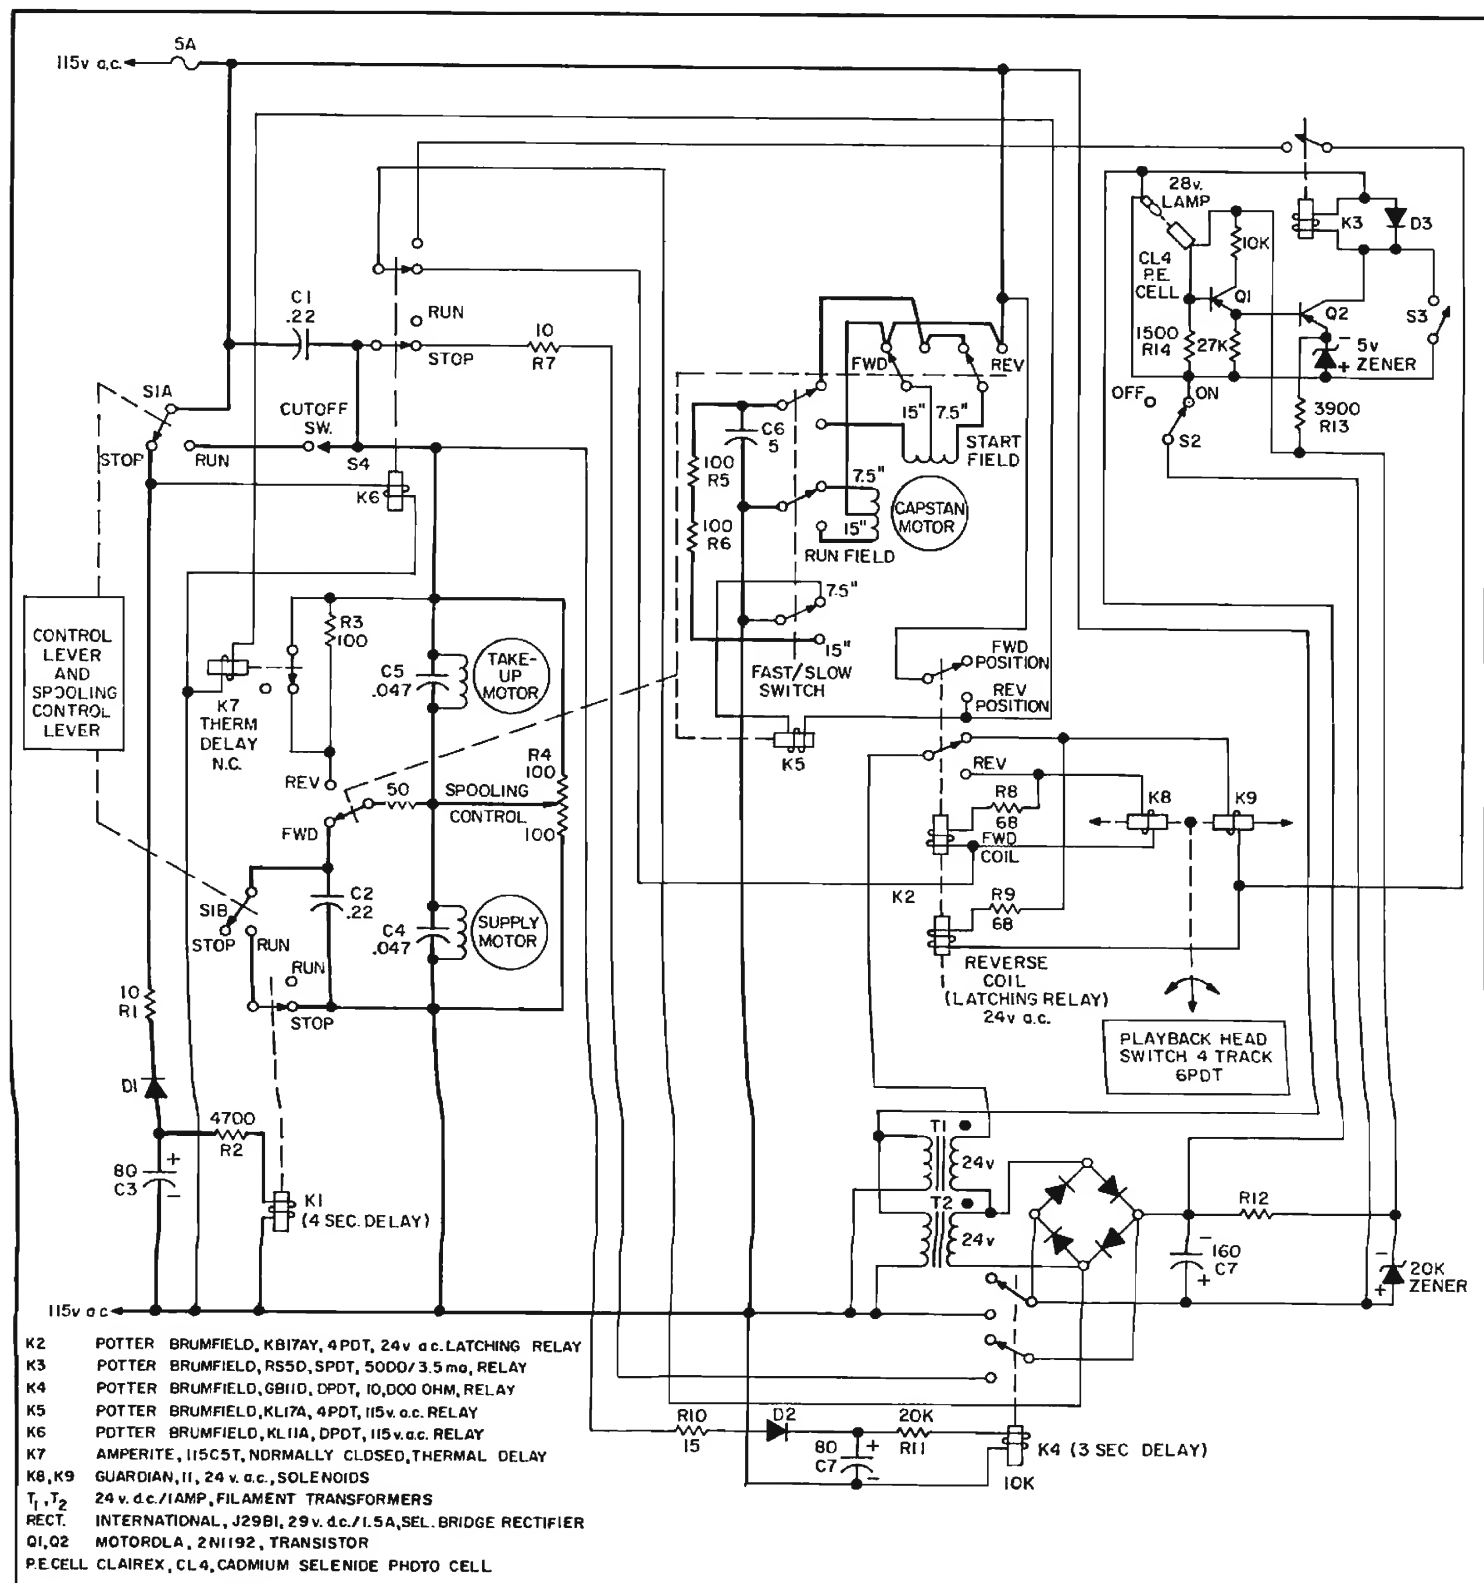 5A
115v a.c.
28v.
LAMP
K3
D3
10K
CL4
P.E.
CELL
Q1
Q2
S3
C1
.22
RUN
STOP
10
R7
1500
R14
27K
5v
ZENER
FWD
REV
S1A
15" 7.5"
OFF
ON
3900
R13
S2
CUTOFF
SW.
C6
5
START
FIELD
STOP
RUN
S4
K6
100
R5
7.5"
CAPSTAN
MOTOR
100
R6
15"
RUN FIELD
7.5"
15"
FAST/SLOW
SWITCH
CONTROL
LEVER
AND
SPOOLING
CONTROL
LEVER
R3
100
C5
.047
TAKE-
UP
MOTOR
K7
THERM
DELAY
N.C.
FWD
POSITION
REV
POSITION
K5
REV
R4
100
50
SPOOLING
CONTROL
100
FWD
REV
R8
68
K8
K9
FWD
COIL
K2
R9
68
C2
.22
S1B
STOP
RUN
C4
.047
SUPPLY
MOTOR
RUN
STOP
REVERSE
COIL
(LATCHING RELAY)
24v a.c.
10
R1
PLAYBACK HEAD
SWITCH 4 TRACK
6PDT
D1
4700
R2
T1
24v
80
C3
+
-
K1
(4 SEC. DELAY)
T2
24v
R12
-
160
C7
+
-
20K
ZENER
+
115v a c
R10
15
D2
20K
R11
80
C7
+
-
K4 (3 SEC DELAY)
10K
K2 POTTER BRUMFIELD, KB17AY, 4PDT, 24v a c. LATCHING RELAY
K3 POTTER BRUMFIELD, RS5D, SPDT, 5000/3.5ma, RELAY
K4 POTTER BRUMFIELD, GB11D, DPDT, 10,000 OHM, RELAY
K5 POTTER BRUMFIELD, KL17A, 4PDT, 115v. a.c. RELAY
K6 POTTER BRUMFIELD, KL11A, DPDT, 115v. a.c. RELAY
K7 AMPERITE, 115C5T, NORMALLY CLOSED, THERMAL DELAY
K8, K9 GUARDIAN, 11, 24 v. a.c., SOLENOIDS
T1, T2 24 v. d.c./1AMP, FILAMENT TRANSFORMERS
RECT. INTERNATIONAL, J29B1, 29 v. d.c./1.5A, SEL. BRIDGE RECTIFIER
Q1,Q2 MOTOROLA, 2N1192, TRANSISTOR
P.E.CELL CLAIREX, CL4, CADMIUM SELENIDE PHOTO CELL